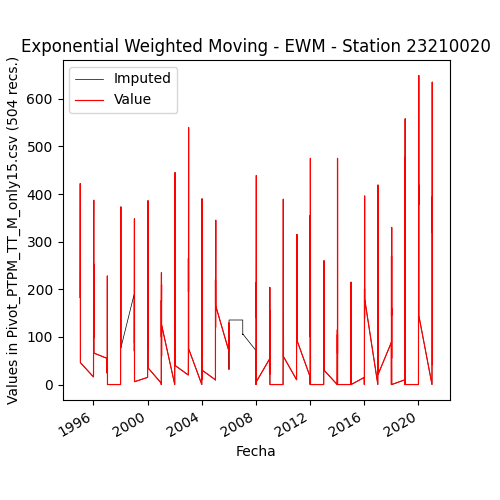 Exponential Weighted Moving - EWM - Station 23210020
Imputed
Value
Values in Pivot_PTPM_TT_M_only15.csv (504 recs.)
600
500
400
300
200
100
0
1996
2000
2004
2008
2012
2016
2020
Fecha